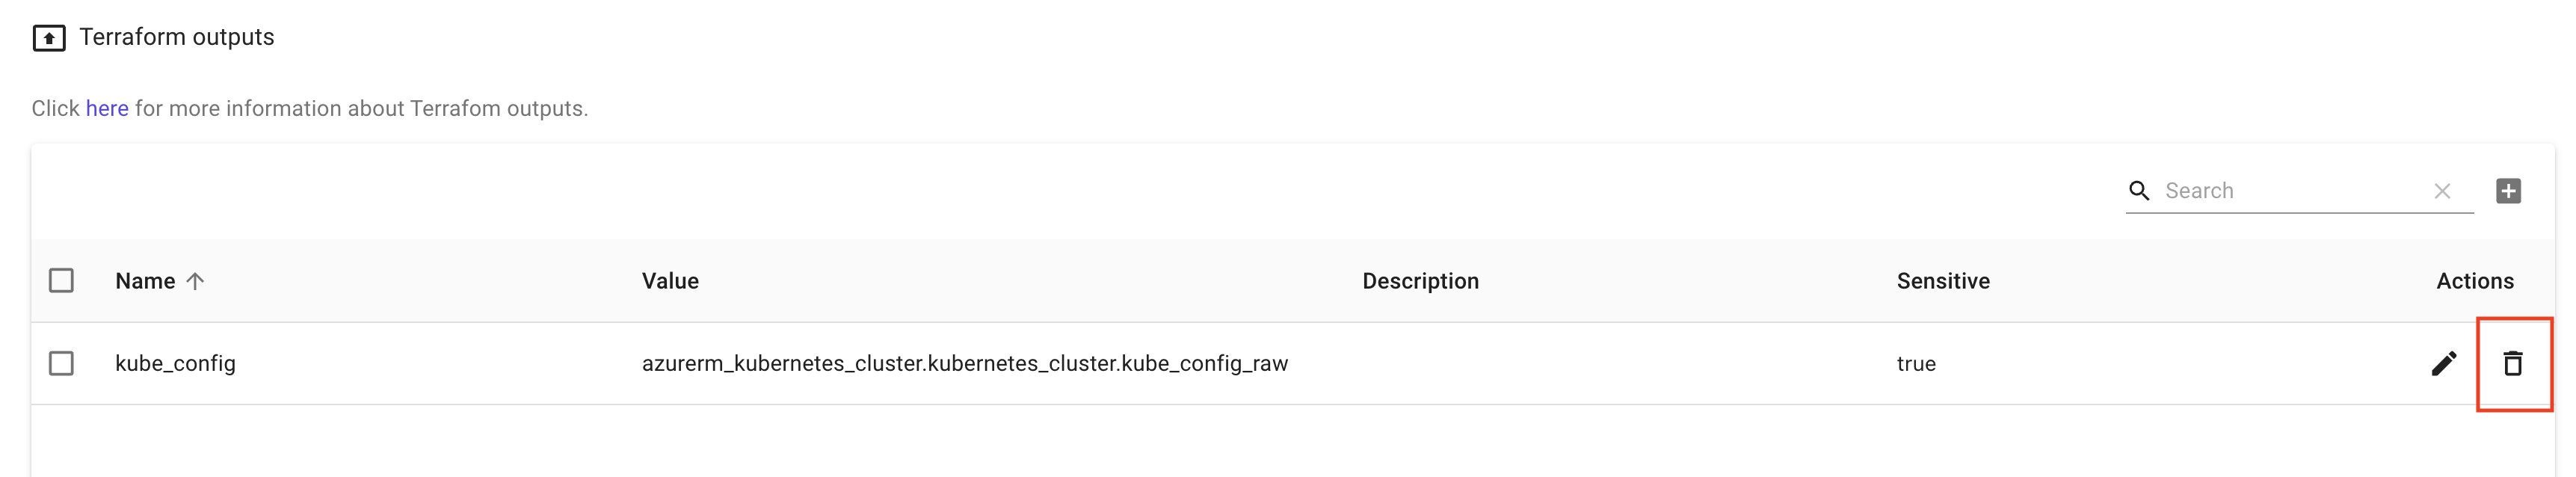 Terraform outputs
Click here for more information about Terrafom outputs.
Search
Name Value Description Sensitive Actions
kube_config azurerm_kubernetes_cluster.kubernetes_cluster.kube_config_raw true